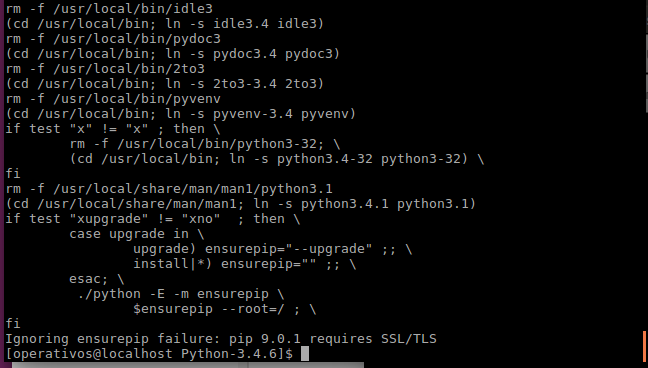 rm -f /usr/local/bin/idle3
(cd /usr/local/bin; ln -s idle3.4 idle3)
rm -f /usr/local/bin/pydoc3
(cd /usr/local/bin; ln -s pydoc3.4 pydoc3)
rm -f /usr/local/bin/2to3
(cd /usr/local/bin; ln -s 2to3-3.4 2to3)
rm -f /usr/local/bin/pyvenv
(cd /usr/local/bin; ln -s pyvenv-3.4 pyvenv)
if test "x" != "x" ; then \
        rm -f /usr/local/bin/python3-32; \
        (cd /usr/local/bin; ln -s python3.4-32 python3-32) \
fi
rm -f /usr/local/share/man/man1/python3.1
(cd /usr/local/share/man/man1; ln -s python3.4.1 python3.1)
if test "xupgrade" != "xno"  ; then \
        case upgrade in \
                upgrade) ensurepip="--upgrade" ;; \
                install|*) ensurepip="" ;; \
        esac; \
         ./python -E -m ensurepip \
                $ensurepip --root=/ ; \
fi
Ignoring ensurepip failure: pip 9.0.1 requires SSL/TLS
[operativos@localhost Python-3.4.6]$